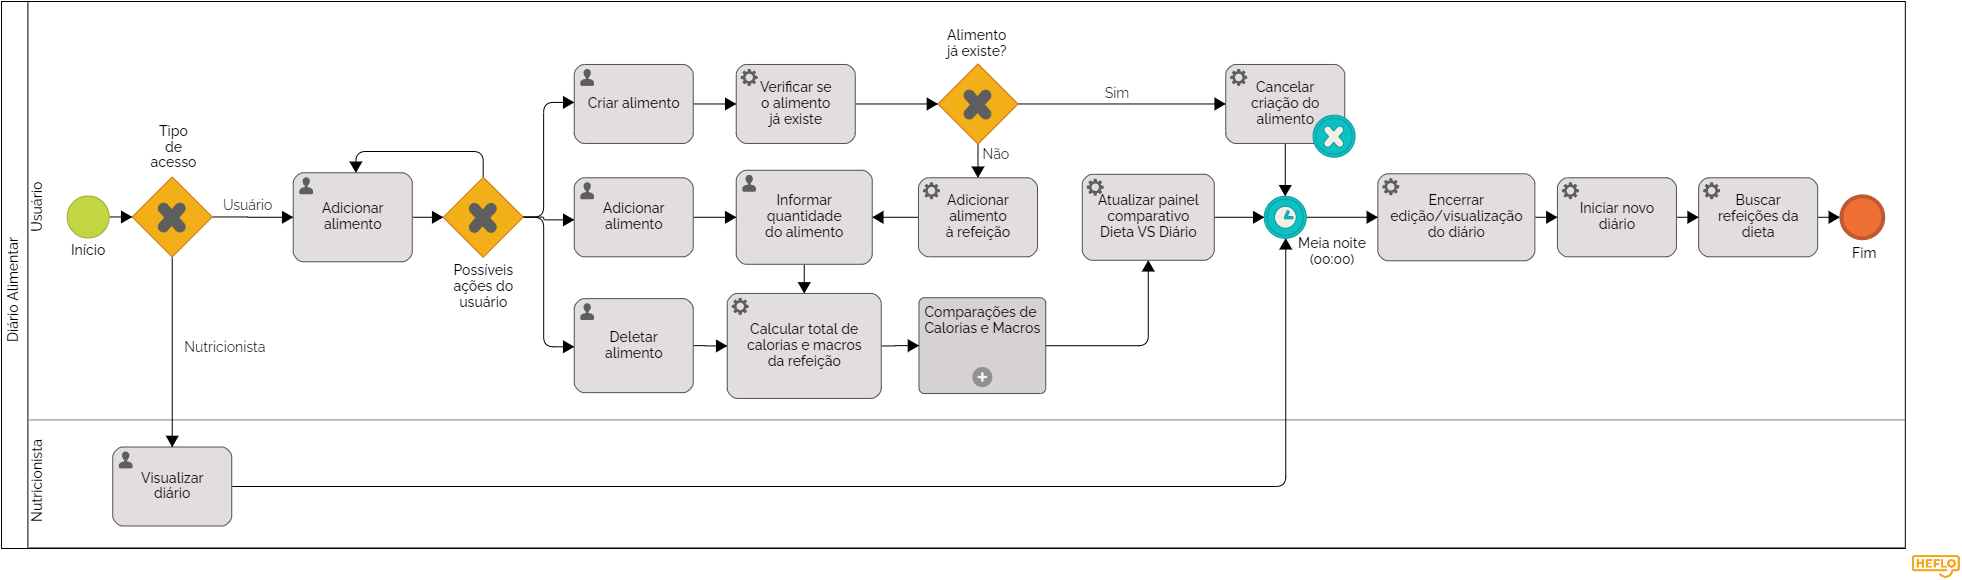 Diário Alimentar
Usuário
Início
Tipo
de
acesso
Usuário
Nutricionista
Adicionar
alimento
Possíveis
ações do
usuário
Criar alimento
Verificar se
o alimento
já existe
Alimento
já existe?
Sim
Não
Cancelar
criação do
alimento
Adicionar
alimento
Informar
quantidade
do alimento
Adicionar
alimento
à refeição
Atualizar painel
comparativo
Dieta VS Diário
Meia noite
(00:00)
Encerrar
edição/visualização
do diário
Iniciar novo
diário
Buscar
refeições da
dieta
Fim
Deletar
alimento
Calcular total de
calorias e macros
da refeição
Comparações de
Calorias e Macros
Nutricionista
Visualizar
diário
HEFLO